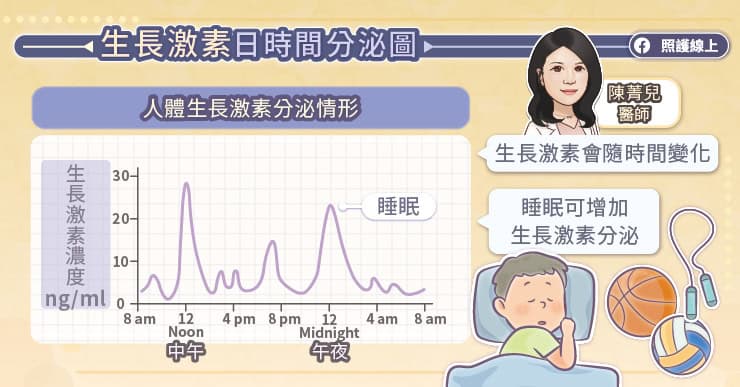 生長激素日時間分泌圖
照護線上
人體生長激素分泌情形
陳菁兒
醫師
生長激素會隨時間變化
睡眠可增加
生長激素分泌
生長激素濃度
ng/ml
30
20
10
0
睡眠
8 am 12 4 pm 8 pm 12 4 am 8 am
Noon Midnight
中午 午夜